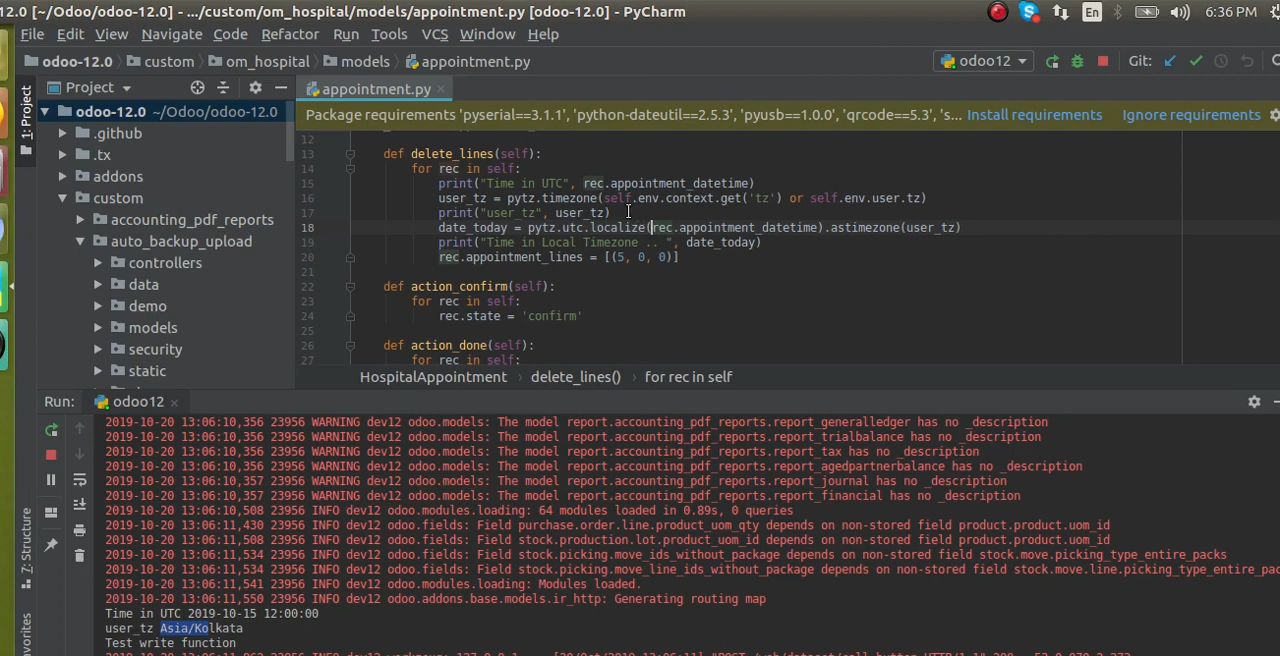 12.0 [~/Odoo/odoo-12.0] - .../custom/om_hospital/models/appointment.py [odoo-12.0] - PyCharm
En
6:36 PM
File Edit View Navigate Code Refactor Run Tools VCS Window Help
odoo-12.0 custom om_hospital models appointment.py
odoo12
Git:
Project
appointment.py
1: Project
odoo-12.0 ~/Odoo/odoo-12.0
Package requirements 'pyserial==3.1.1', 'python-dateutil==2.5.3', 'pyusb==1.0.0', 'qrcode==5.3', 's... Install requirements Ignore requirements
.github
.tx
addons
custom
accounting_pdf_reports
auto_backup_upload
controllers
data
demo
models
security
static
12
13 def delete_lines(self):
14 for rec in self:
15 print("Time in UTC", rec.appointment_datetime)
16 user_tz = pytz.timezone(self.env.context.get('tz') or self.env.user.tz)
17 print("user_tz", user_tz)
18 date_today = pytz.utc.localize(rec.appointment_datetime).astimezone(user_tz)
19 print("Time in Local Timezone .. ", date_today)
20 rec.appointment_lines = [(5, 0, 0)]
21
22 def action_confirm(self):
23 for rec in self:
24 rec.state = 'confirm'
25
26 def action_done(self):
27 for rec in self:
HospitalAppointment › delete_lines() › for rec in self
Run: odoo12
7: Structure
2019-10-20 13:06:10,356 23956 WARNING dev12 odoo.models: The model report.accounting_pdf_reports.report_generalledger has no _description
2019-10-20 13:06:10,356 23956 WARNING dev12 odoo.models: The model report.accounting_pdf_reports.report_trialbalance has no _description
2019-10-20 13:06:10,356 23956 WARNING dev12 odoo.models: The model report.accounting_pdf_reports.report_tax has no _description
2019-10-20 13:06:10,356 23956 WARNING dev12 odoo.models: The model report.accounting_pdf_reports.report_agedpartnerbalance has no _description
2019-10-20 13:06:10,357 23956 WARNING dev12 odoo.models: The model report.accounting_pdf_reports.report_journal has no _description
2019-10-20 13:06:10,357 23956 WARNING dev12 odoo.models: The model report.accounting_pdf_reports.report_financial has no _description
2019-10-20 13:06:10,508 23956 INFO dev12 odoo.modules.loading: 64 modules loaded in 0.89s, 0 queries
2019-10-20 13:06:11,430 23956 INFO dev12 odoo.fields: Field purchase.order.line.product_uom_qty depends on non-stored field product.product.uom_id
2019-10-20 13:06:11,508 23956 INFO dev12 odoo.fields: Field stock.production.lot.product_uom_id depends on non-stored field product.product.uom_id
2019-10-20 13:06:11,534 23956 INFO dev12 odoo.fields: Field stock.picking.move_ids_without_package depends on non-stored field stock.move.picking_type_entire_packs
2019-10-20 13:06:11,534 23956 INFO dev12 odoo.fields: Field stock.picking.move_line_ids_without_package depends on non-stored field stock.move.line.picking_type_entire_pac
2019-10-20 13:06:11,541 23956 INFO dev12 odoo.modules.loading: Modules loaded.
2019-10-20 13:06:11,550 23956 INFO dev12 odoo.addons.base.models.ir_http: Generating routing map
Time in UTC 2019-10-15 12:00:00
user_tz Asia/Kolkata
Test write function